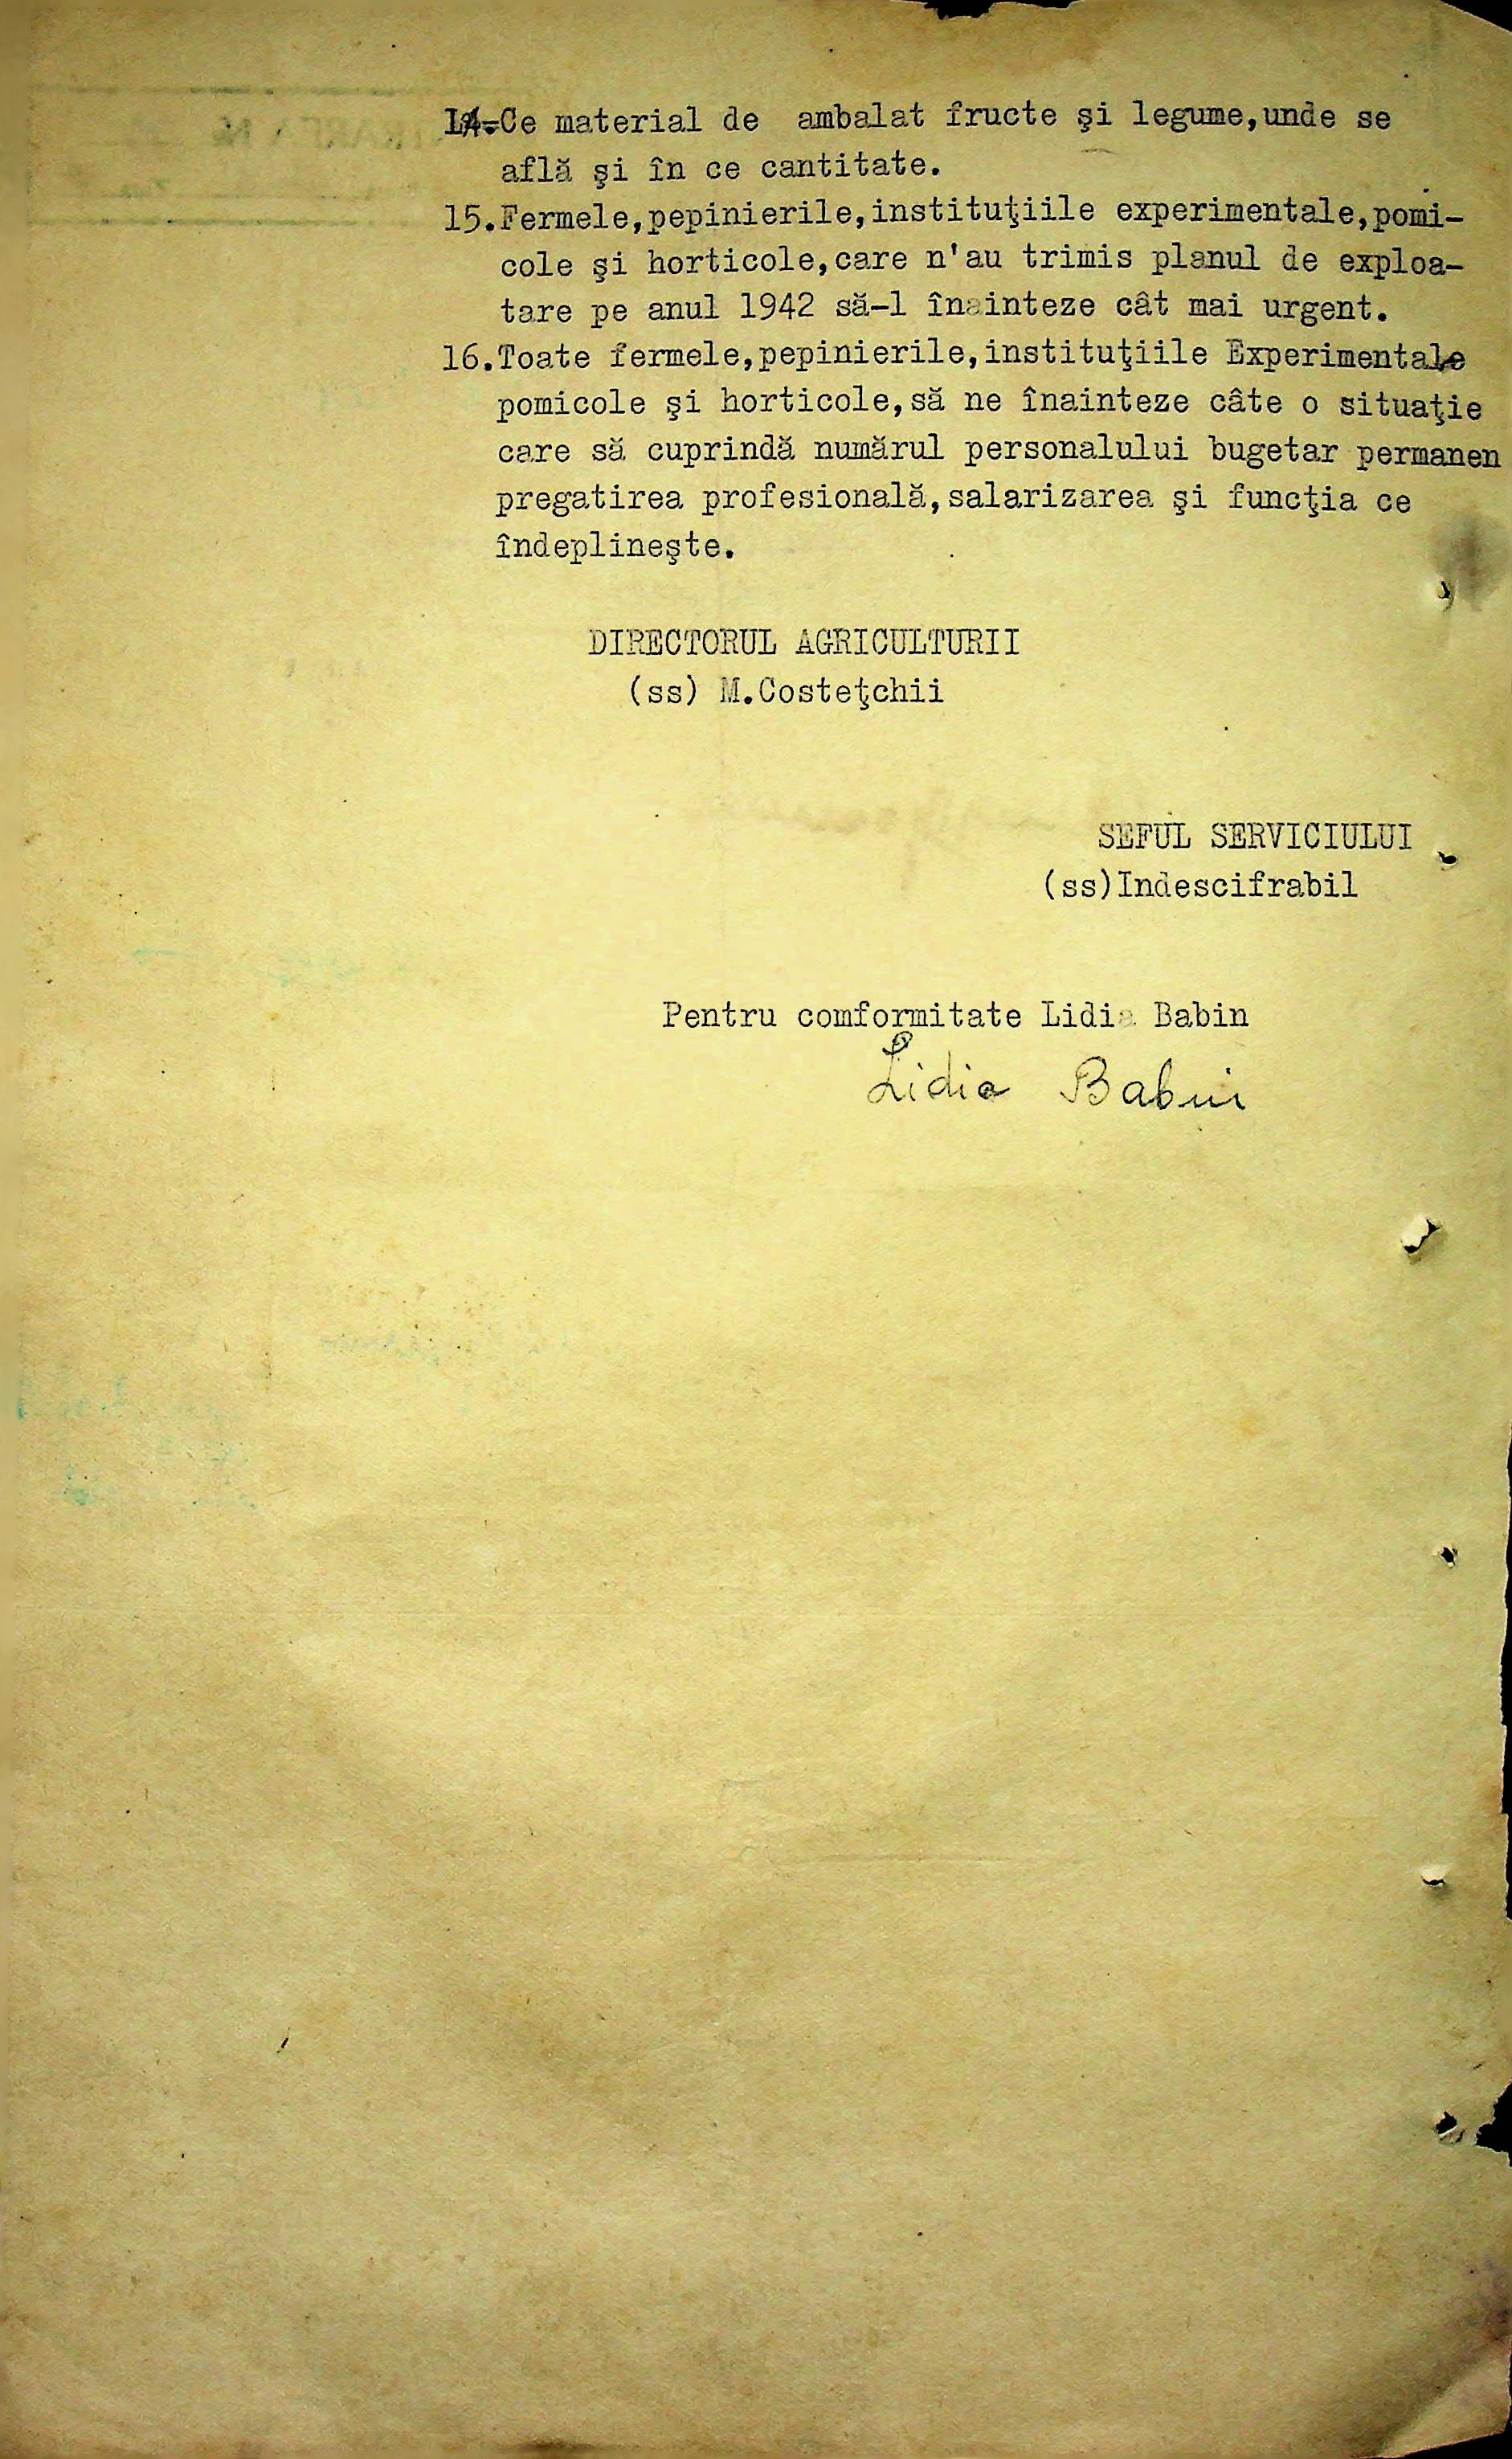 14.Ce material de ambalat fructe şi legume,unde se
află şi în ce cantitate.
15.Fermele,pepinierile,instituţiile experimentale,pomi-
cole şi horticole,care n'au trimis planul de exploa-
tare pe anul 1942 să-l înainteze cât mai urgent.
16.Toate fermele,pepinierile,instituţiile Experimentale
pomicole şi horticole,să ne înainteze câte o situaţie
care să cuprindă numărul personalului bugetar permanen
pregatirea profesională,salarizarea şi funcţia ce
îndeplineşte.
DIRECTORUL AGRICULTURII
(ss) M.Costeţchii
SEFUL SERVICIULUI
(ss)Indescifrabil
Pentru comformitate Lidia Babin
Lidia Babin